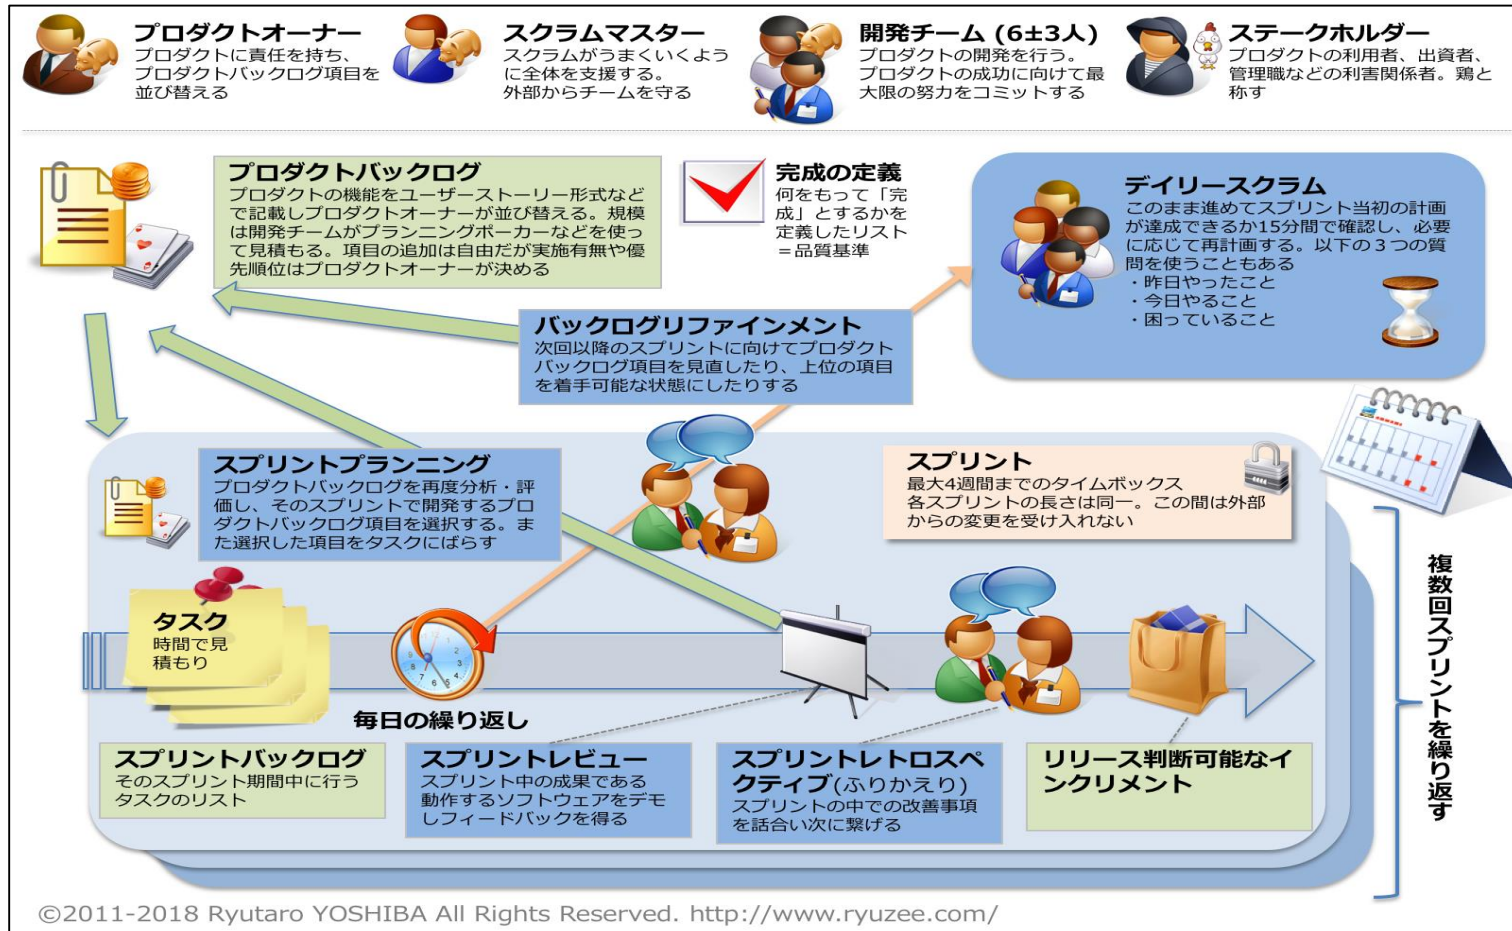 プロダクトオーナー
プロダクトに責任を持ち、
プロダクトバックログ項目を
並び替える
スクラムマスター
スクラムがうまくいくよう
に全体を支援する。
外部からチームを守る
開発チーム (6±3人)
プロダクトの開発を行う。
プロダクトの成功に向けて最
大限の努力をコミットする
ステークホルダー
プロダクトの利用者、出資者、
管理職などの利害関係者。鶏と
称す
プロダクトバックログ
プロダクトの機能をユーザーストーリー形式など
で記載しプロダクトオーナーが並び替える。規模
は開発チームがプランニングポーカーなどを使っ
て見積もる。項目の追加は自由だが実施有無や優
先順位はプロダクトオーナーが決める
完成の定義
何をもって「完
成」とするかを
定義したリスト
＝品質基準
デイリースクラム
このまま進めてスプリント当初の計画
が達成できるか15分間で確認し、必要
に応じて再計画する。以下の３つの質
問を使うこともある
・昨日やったこと
・今日やること
・困っていること
バックログリファインメント
次回以降のスプリントに向けてプロダクト
バックログ項目を見直したり、上位の項目
を着手可能な状態にしたりする
スプリントプランニング
プロダクトバックログを再度分析・評
価し、そのスプリントで開発するプロ
ダクトバックログ項目を選択する。ま
た選択した項目をタスクにばらす
スプリント
最大4週間までのタイムボックス
各スプリントの長さは同一。この間は外部
からの変更を受け入れない
複数回スプリントを繰り返す
タスク
時間で見
積もり
毎日の繰り返し
スプリントバックログ
そのスプリント期間中に行う
タスクのリスト
スプリントレビュー
スプリント中の成果である
動作するソフトウェアをデモ
しフィードバックを得る
スプリントレトロスペ
クティブ(ふりかえり)
スプリントの中での改善事項
を話合い次に繋げる
リリース判断可能なイ
ンクリメント
©2011-2018 Ryutaro YOSHIBA All Rights Reserved. http://www.ryuzee.com/